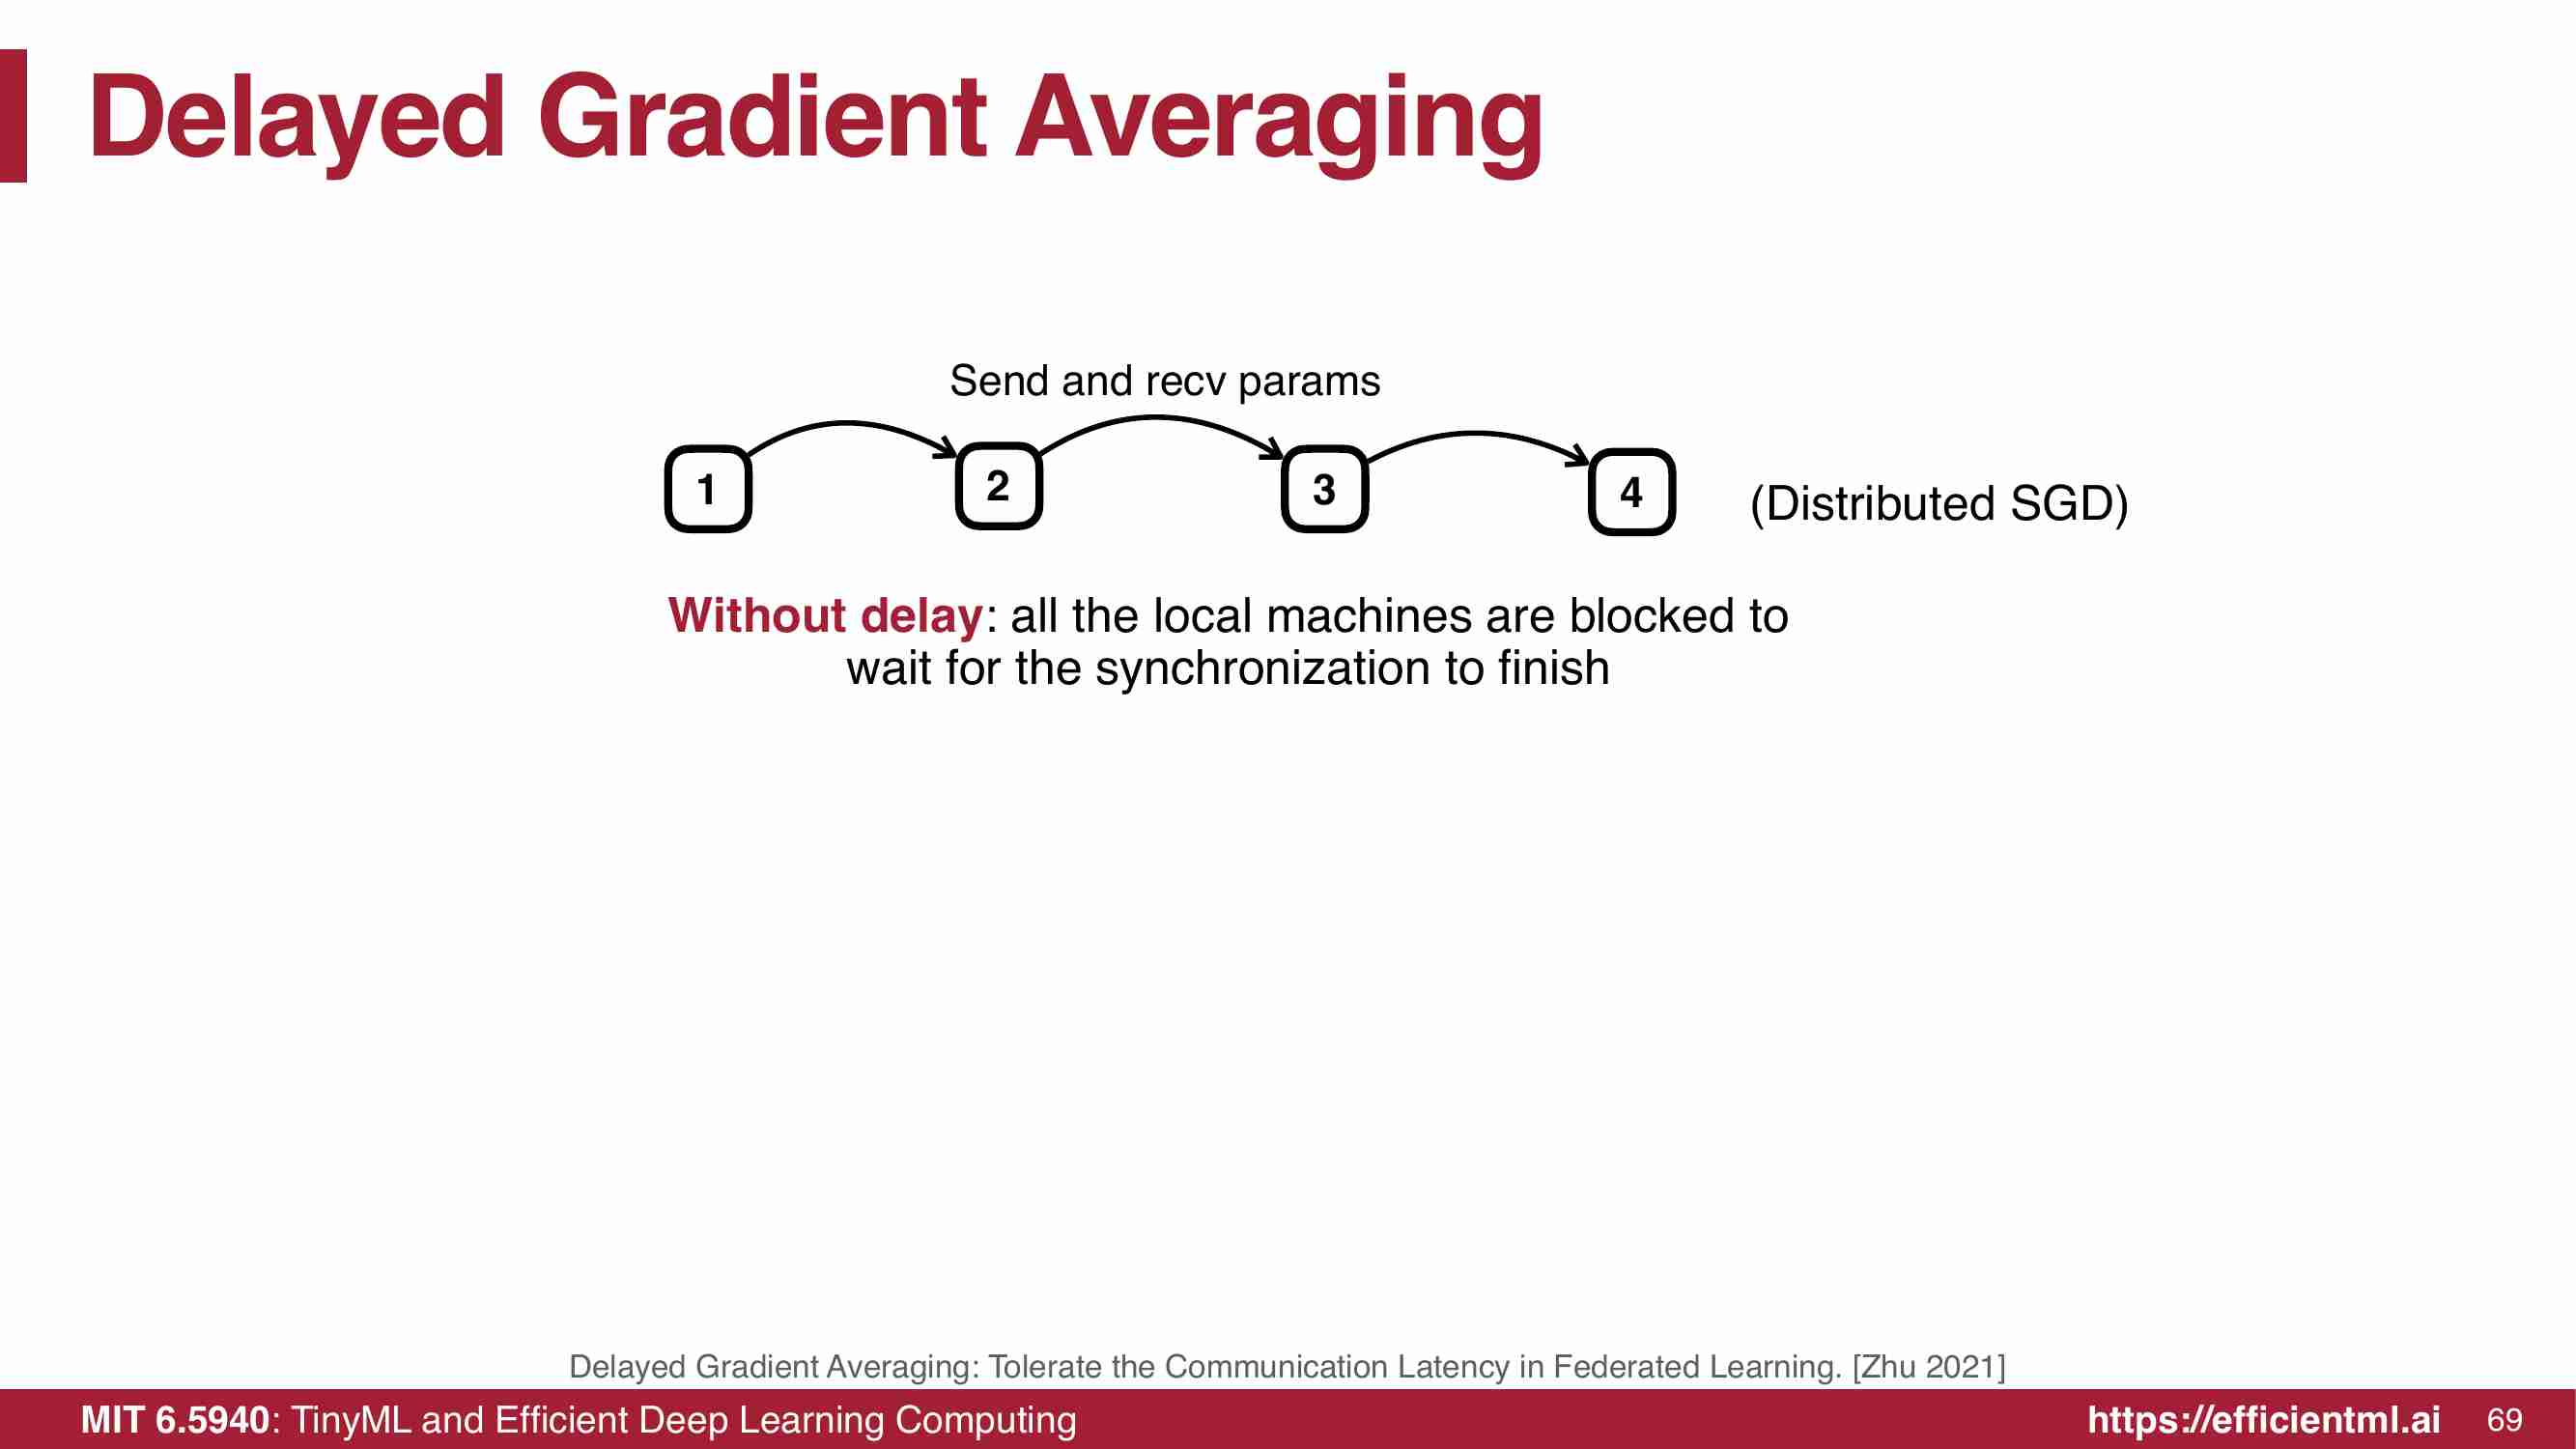 Delayed Gradient Averaging
Send and recv params
1 2 3 4 (Distributed SGD)
Without delay: all the local machines are blocked to
wait for the synchronization to finish
Delayed Gradient Averaging: Tolerate the Communication Latency in Federated Learning. [Zhu 2021]
MIT 6.5940: TinyML and Efficient Deep Learning Computing https://efficientml.ai 69